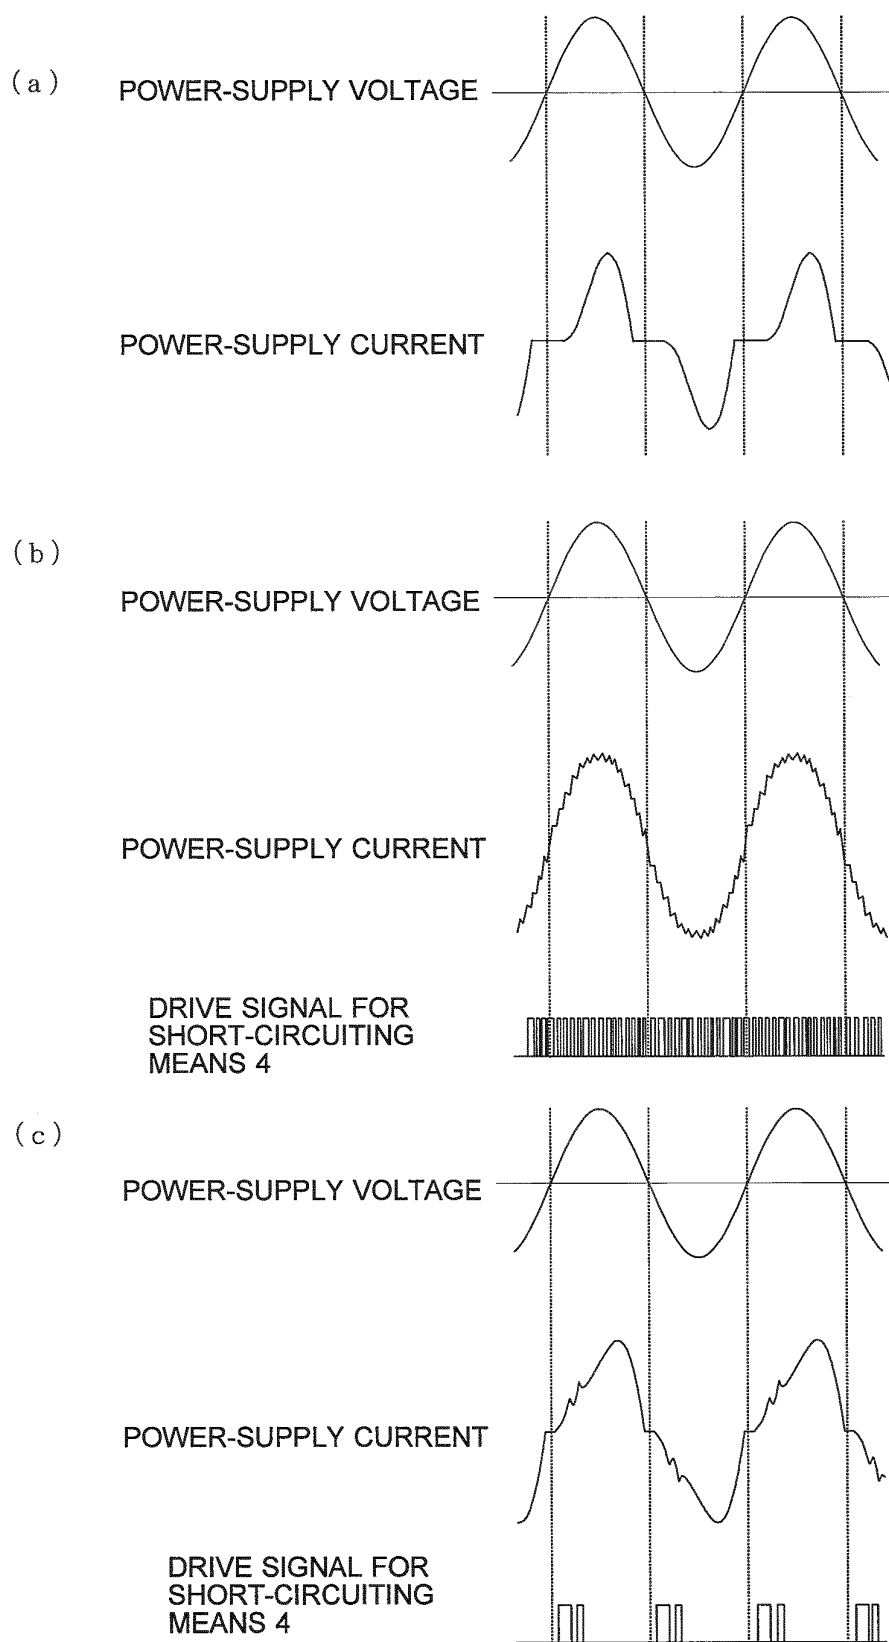 (a)
POWER-SUPPLY VOLTAGE
POWER-SUPPLY CURRENT
(b)
POWER-SUPPLY VOLTAGE
POWER-SUPPLY CURRENT
DRIVE SIGNAL FOR
SHORT-CIRCUITING
MEANS 4
(c)
POWER-SUPPLY VOLTAGE
POWER-SUPPLY CURRENT
DRIVE SIGNAL FOR
SHORT-CIRCUITING
MEANS 4